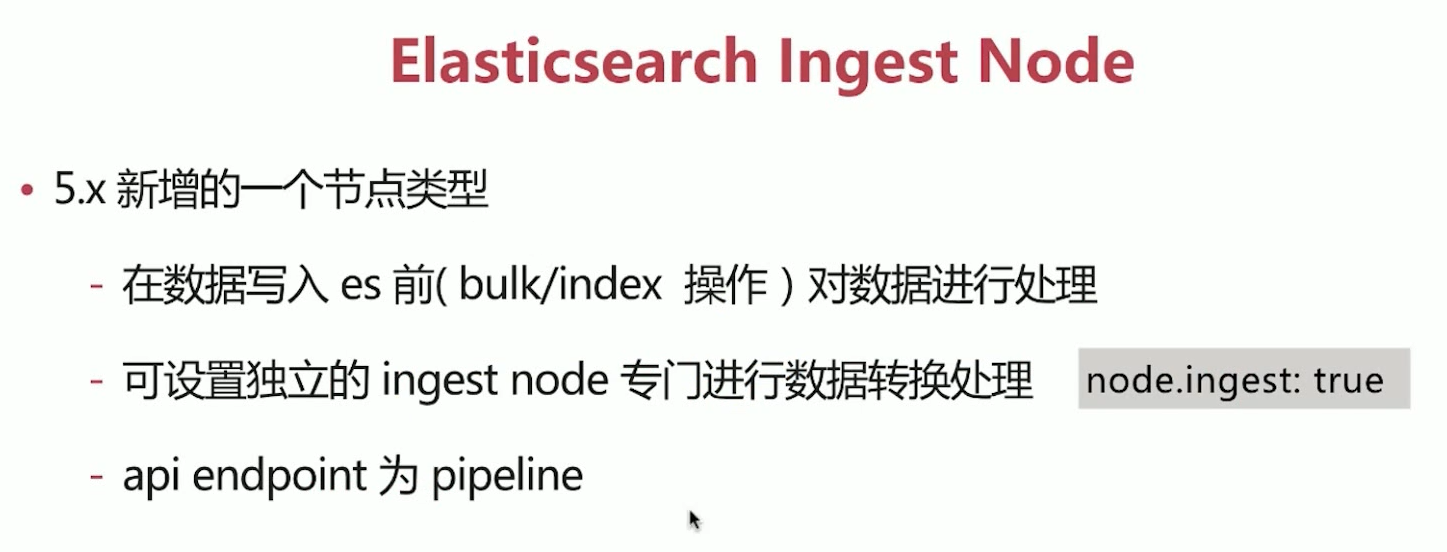 Elasticsearch Ingest Node
• 5.x 新增的一个节点类型
- 在数据写入 es 前( bulk/index 操作 ) 对数据进行处理
- 可设置独立的 ingest node 专门进行数据转换处理 node.ingest: true
- api endpoint 为 pipeline